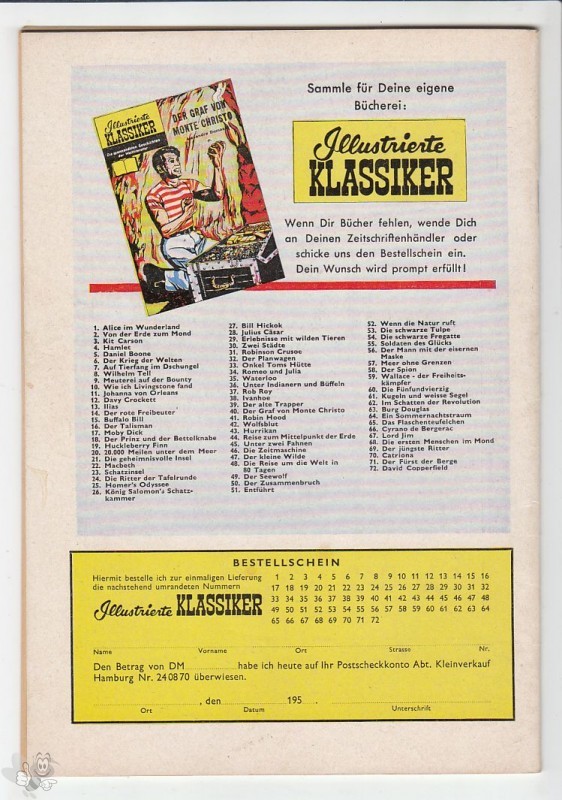 Sammle für Deine eigene
Bücherei:
Illustrierte
KLASSIKER
Illustrierte
KLASSIKER
DER GRAF VON
MONTE CHRISTO
Wenn Dir Bücher fehlen, wende Dich
an Deinen Zeitschriftenhändler oder
schicke uns den Bestellschein ein.
Dein Wunsch wird prompt erfüllt!
1. Alice im Wunderland
2. Von der Erde zum Mond
3. Kit Carson
4. Hamlet
5. Daniel Boone
6. Der Krieg der Welten
7. Auf Tieffang im Dschungel
8. Wilhelm Tell
9. Meuterei auf der Bounty
10. Wie ich Livingstone fand
11. Johanna von Orleans
12. Davy Crockett
13. Ilias
14. Der rote Freibeuter
15. Buffalo Bill
16. Der Talisman
17. Moby Dick
18. Der Prinz und der Bettelknabe
19. Huckleberry Finn
20. 20.000 Meilen unter dem Meer
21. Die geheimnisvolle Insel
22. Macbeth
23. Schatzinsel
24. Die Ritter der Tafelrunde
25. Homer's Odyssee
26. König Salomon's Schatz-
kammer
27. Bill Hickok
28. Julius Cäsar
29. Erlebnisse mit wilden Tieren
30. Zwei Städte
31. Robinson Crusoe
32. Der Planwagen
33. Onkel Toms Hütte
34. Romeo und Julia
35. Waterloo
36. Unter Indianern und Büffeln
37. Rob Roy
38. Ivanhoe
39. Der alte Trapper
40. Der Graf von Monte Christo
41. Robin Hood
42. Wolfsblut
43. Hurrikan
44. Reise zum Mittelpunkt der Erde
45. Unter zwei Fahnen
46. Die Zeitmaschine
47. Der kleine Wilde
48. Die Reise um die Welt in
80 Tagen
49. Der Seewolf
50. Der Zusammenbruch
51. Entführt
52. Wenn die Natur ruft
53. Die schwarze Tulpe
54. Die schwarze Fregatte
55. Soldaten des Glücks
56. Der Mann mit der eisernen
Maske
57. Meer ohne Grenzen
58. Der Spion
59. Wallace - der Freiheits-
kämpfer
60. Die Fünfundvierzig
61. Kugeln und weisse Segel
62. Im Schatten der Revolution
63. Burg Douglas
64. Ein Sommernachtstraum
65. Das Flaschenteufelchen
66. Cyrano de Bergerac
67. Lord Jim
68. Die ersten Menschen im Mond
69. Der jüngste Ritter
70. Catriona
71. Der Fürst der Berge
72. David Copperfield
BESTELLSCHEIN
Hiermit bestelle ich zur einmaligen Lieferung
die nachstehend umrandeten Nummern
Illustrierte KLASSIKER
1 2 3 4 5 6 7 8 9 10 11 12 13 14 15 16
17 18 19 20 21 22 23 24 25 26 27 28 29 30 31 32
33 34 35 36 37 38 39 40 41 42 43 44 45 46 47 48
49 50 51 52 53 54 55 56 57 58 59 60 61 62 63 64
65 66 67 68 69 70 71 72
Name Vorname Ort Strasse Nr.
Den Betrag von DM habe ich heute auf Ihr Postscheckkonto Abt. Kleinverkauf
Hamburg Nr. 240870 überwiesen.
, den 195
Ort Datum Unterschrift